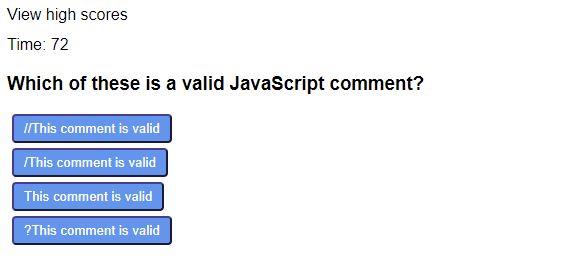 View high scores
Time: 72
Which of these is a valid JavaScript comment?
//This comment is valid
/This comment is valid
This comment is valid
?This comment is valid